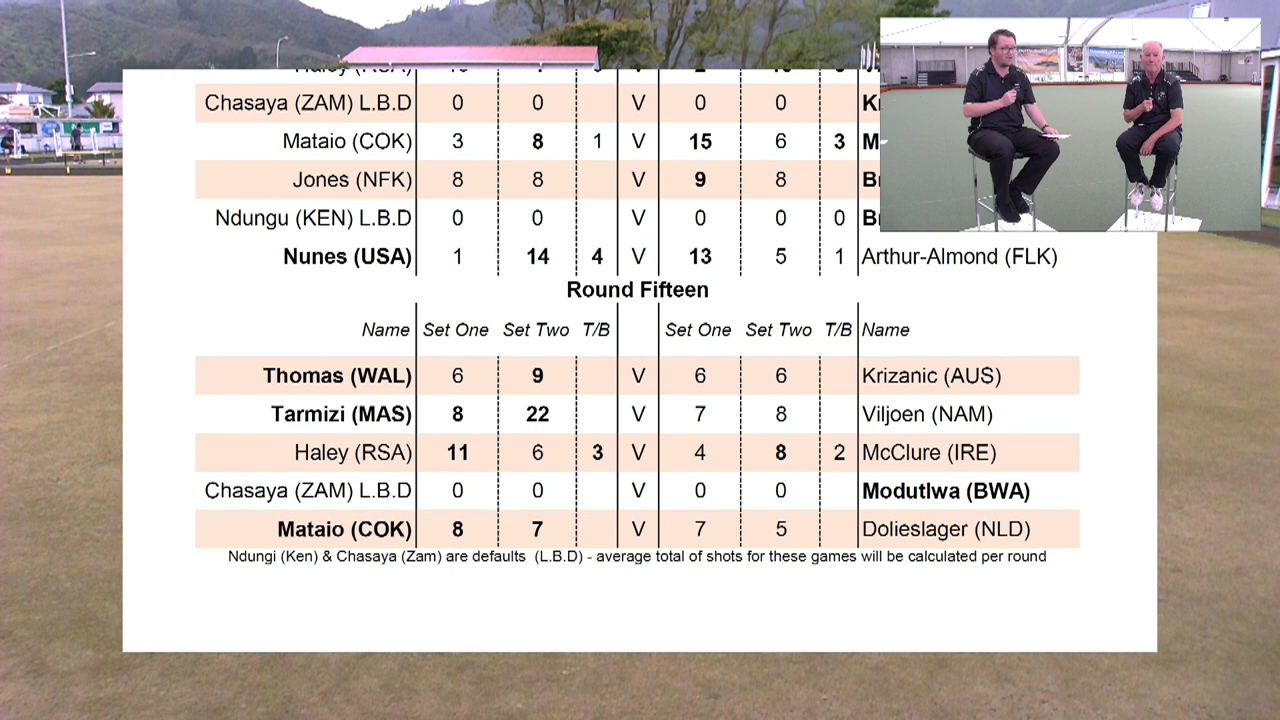 Chasaya (ZAM) L.B.D 0 0 V 0 0
Mataio (COK) 3 8 1 V 15 6 3
Jones (NFK) 8 8 V 9 8
Ndungu (KEN) L.B.D 0 0 V 0 0 0
Nunes (USA) 1 14 4 V 13 5 1 Arthur-Almond (FLK)
Round Fifteen
Name Set One Set Two T/B Set One Set Two T/B Name
Thomas (WAL) 6 9 V 6 6 Krizanic (AUS)
Tarmizi (MAS) 8 22 V 7 8 Viljoen (NAM)
Haley (RSA) 11 6 3 V 4 8 2 McClure (IRE)
Chasaya (ZAM) L.B.D 0 0 V 0 0 Modutlwa (BWA)
Mataio (COK) 8 7 V 7 5 Dolieslager (NLD)
Ndungi (Ken) & Chasaya (Zam) are defaults (L.B.D) - average total of shots for these games will be calculated per round